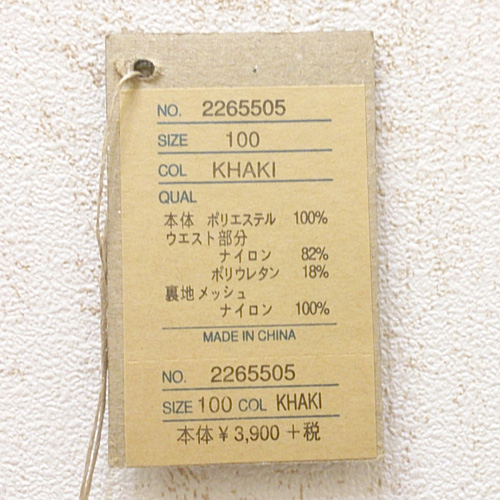 NO. 2265505
SIZE 100
COL KHAKI
QUAL
本体 ポリエステル 100%
ウエスト部分
ナイロン 82%
ポリウレタン 18%
裏地メッシュ
ナイロン 100%
MADE IN CHINA
NO. 2265505
SIZE 100 COL KHAKI
本体¥3,900+税